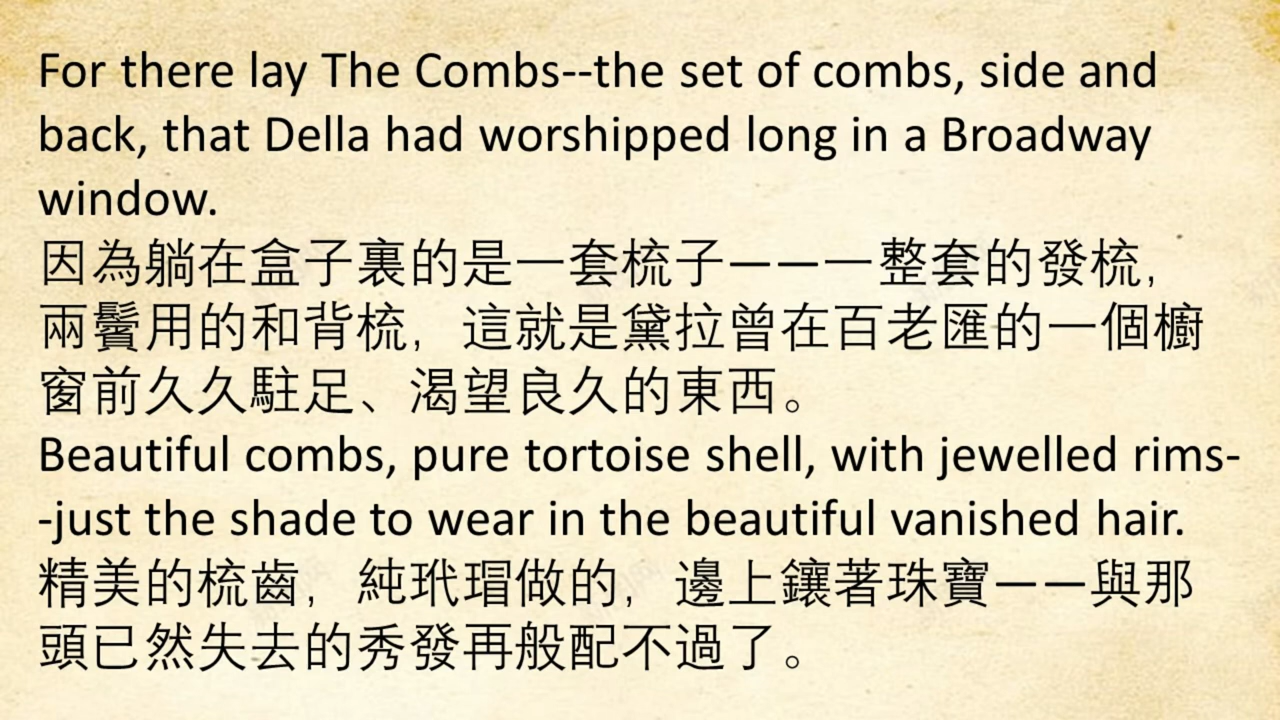 For there lay The Combs--the set of combs, side and
back, that Della had worshipped long in a Broadway
window.
因為躺在盒子裏的是一套梳子——一整套的發梳，
兩鬢用的和背梳，這就是黛拉曾在百老匯的一個櫥
窗前久久駐足、渴望良久的東西。
Beautiful combs, pure tortoise shell, with jewelled rims-
-just the shade to wear in the beautiful vanished hair.
精美的梳齒，純玳瑁做的，邊上鑲著珠寶——與那
頭已然失去的秀發再般配不過了。